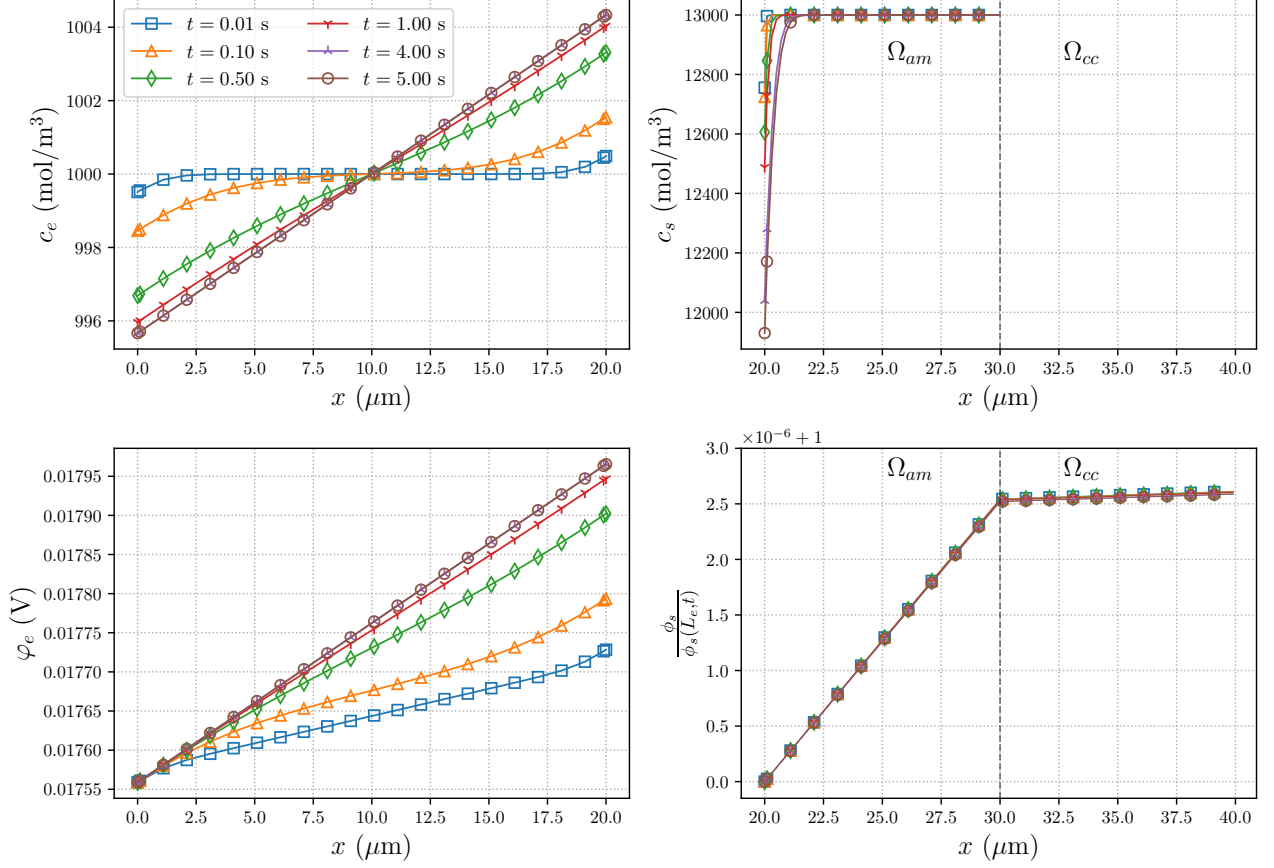 1004
1002
1000
998
996
c_e (mol/m³)
t = 0.01 s
t = 0.10 s
t = 0.50 s
t = 1.00 s
t = 4.00 s
t = 5.00 s
0.0 2.5 5.0 7.5 10.0 12.5 15.0 17.5 20.0
x (μm)
13000
12800
12600
12400
12200
12000
c_s (mol/m³)
Ω_am Ω_cc
20.0 22.5 25.0 27.5 30.0 32.5 35.0 37.5 40.0
x (μm)
0.01795
0.01790
0.01785
0.01780
0.01775
0.01770
0.01765
0.01760
0.01755
φ_e (V)
0.0 2.5 5.0 7.5 10.0 12.5 15.0 17.5 20.0
x (μm)
×10⁻⁶ + 1
3.0
2.5
2.0
1.5
1.0
0.5
0.0
ϕ_s
ϕ_s(L_e,t)
Ω_am Ω_cc
20.0 22.5 25.0 27.5 30.0 32.5 35.0 37.5 40.0
x (μm)